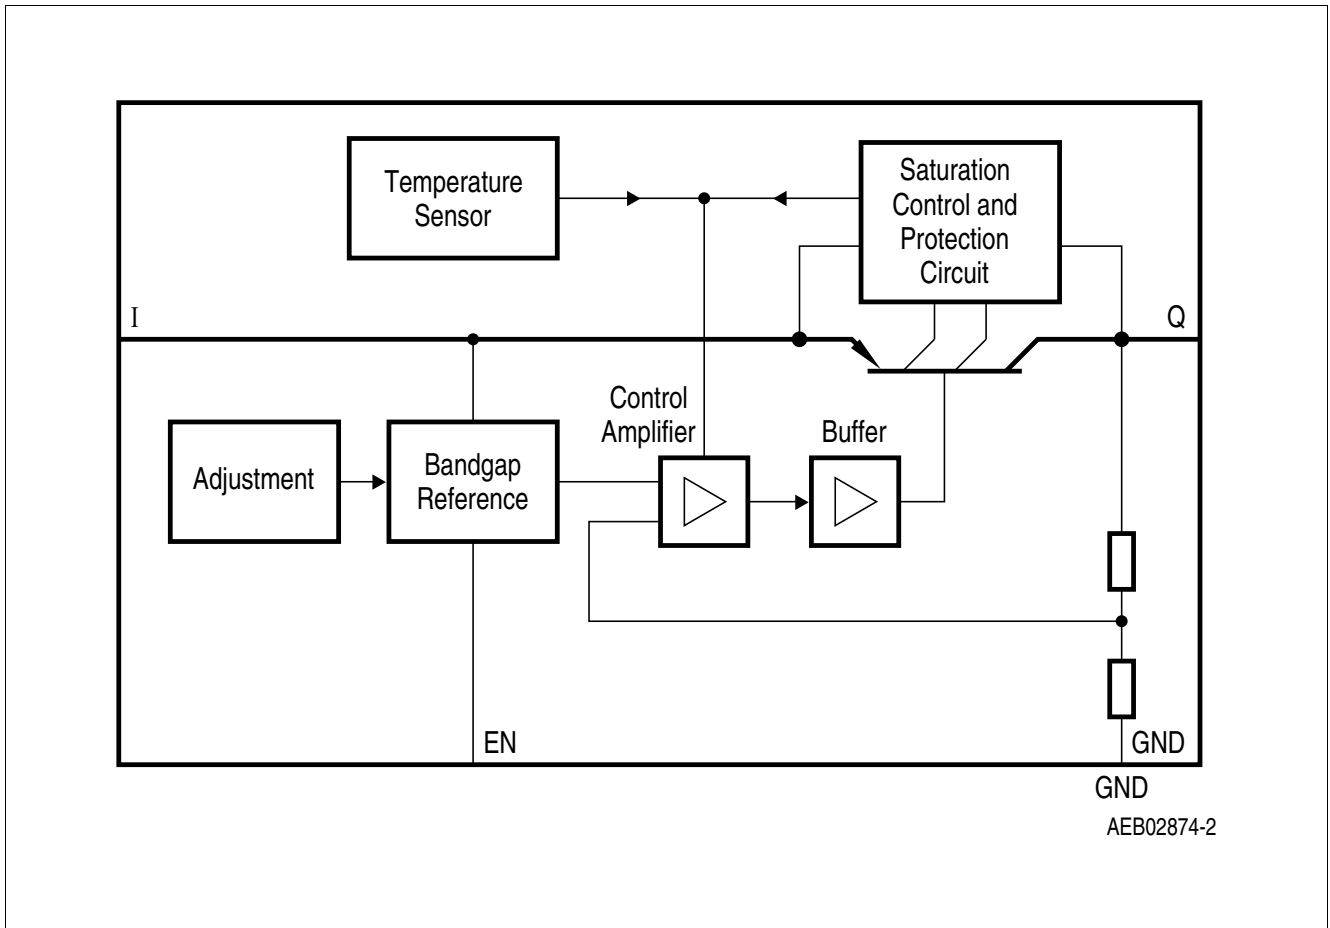 Temperature
Sensor
Saturation
Control and
Protection
Circuit
I
Q
Control
Amplifier
Buffer
Adjustment
Bandgap
Reference
EN
GND
GND
AEB02874-2